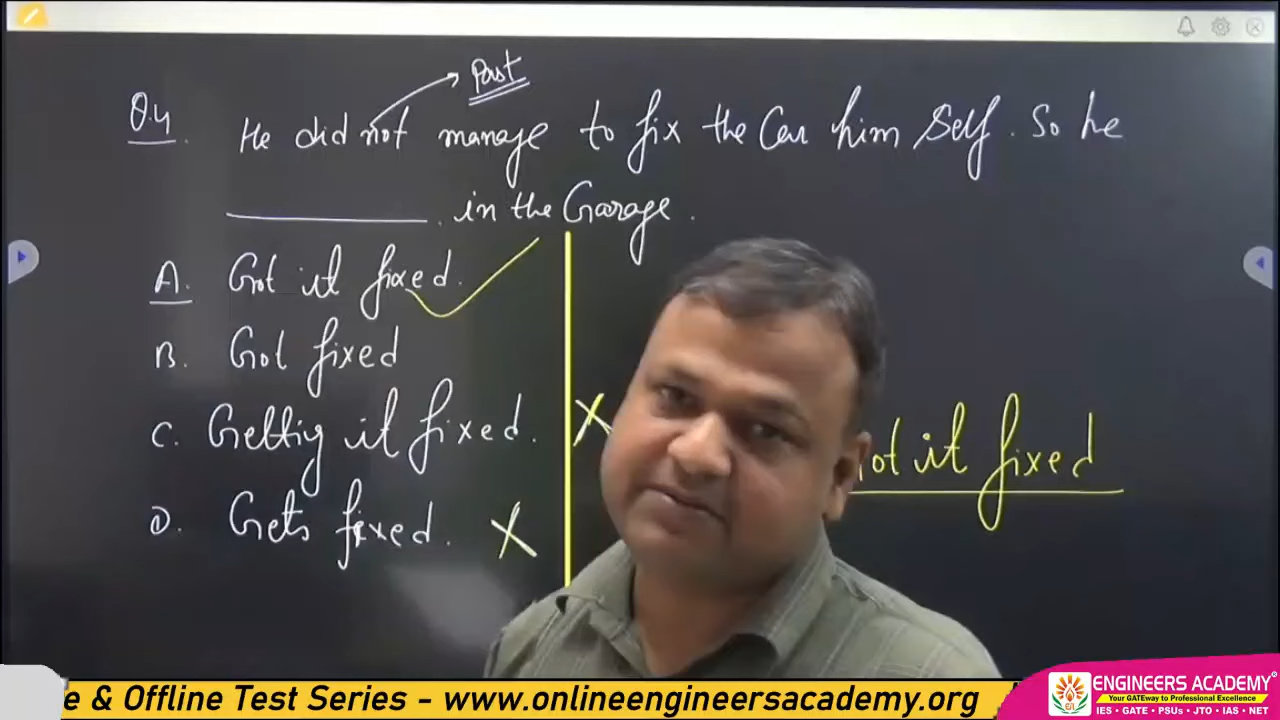 Past
Q.4 He did not manage to fix the Car him Self. So he
in the Garage.
A. Got it fixed.
B. Got fixed
C. Getting it fixed. X
ot it fixed
D. Gets fixed. X
e & Offline Test Series – www.onlineengineersacademy.org
ENGINEERS ACADEMY
Your GATEway to Professional Excellence
IES • GATE • PSUs • JTO • IAS • NET